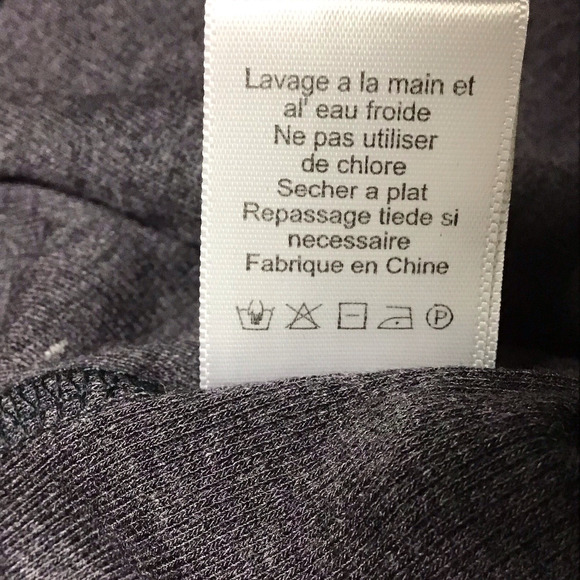 Lavage a la main et
al' eau froide
Ne pas utiliser
de chlore
Secher a plat
Repassage tiede si
necessaire
Fabrique en Chine
P